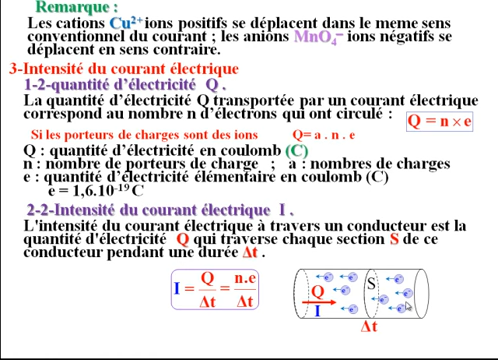 Remarque :
Les cations Cu²⁺ ions positifs se déplacent dans le meme sens
conventionnel du courant ; les anions MnO₄⁻ ions négatifs se
déplacent en sens contraire.
3-Intensité du courant électrique
1-2-quantité d'électricité Q .
La quantité d'électricité Q transportée par un courant électrique
correspond au nombre n d'électrons qui ont circulé :
Q = n × e
Si les porteurs de charges sont des ions Q= a . n . e
Q : quantité d'électricité en coulomb (C)
n : nombre de porteurs de charge ; a : nombres de charges
e : quantité d'électricité élémentaire en coulomb (C)
e = 1,6.10⁻¹⁹ C
2-2-Intensité du courant électrique I .
L'intensité du courant électrique à travers un conducteur est la
quantité d'électricité Q qui traverse chaque section S de ce
conducteur pendant une durée Δt .
I = Q/Δt = n.e/Δt
Q
I
S
Δt